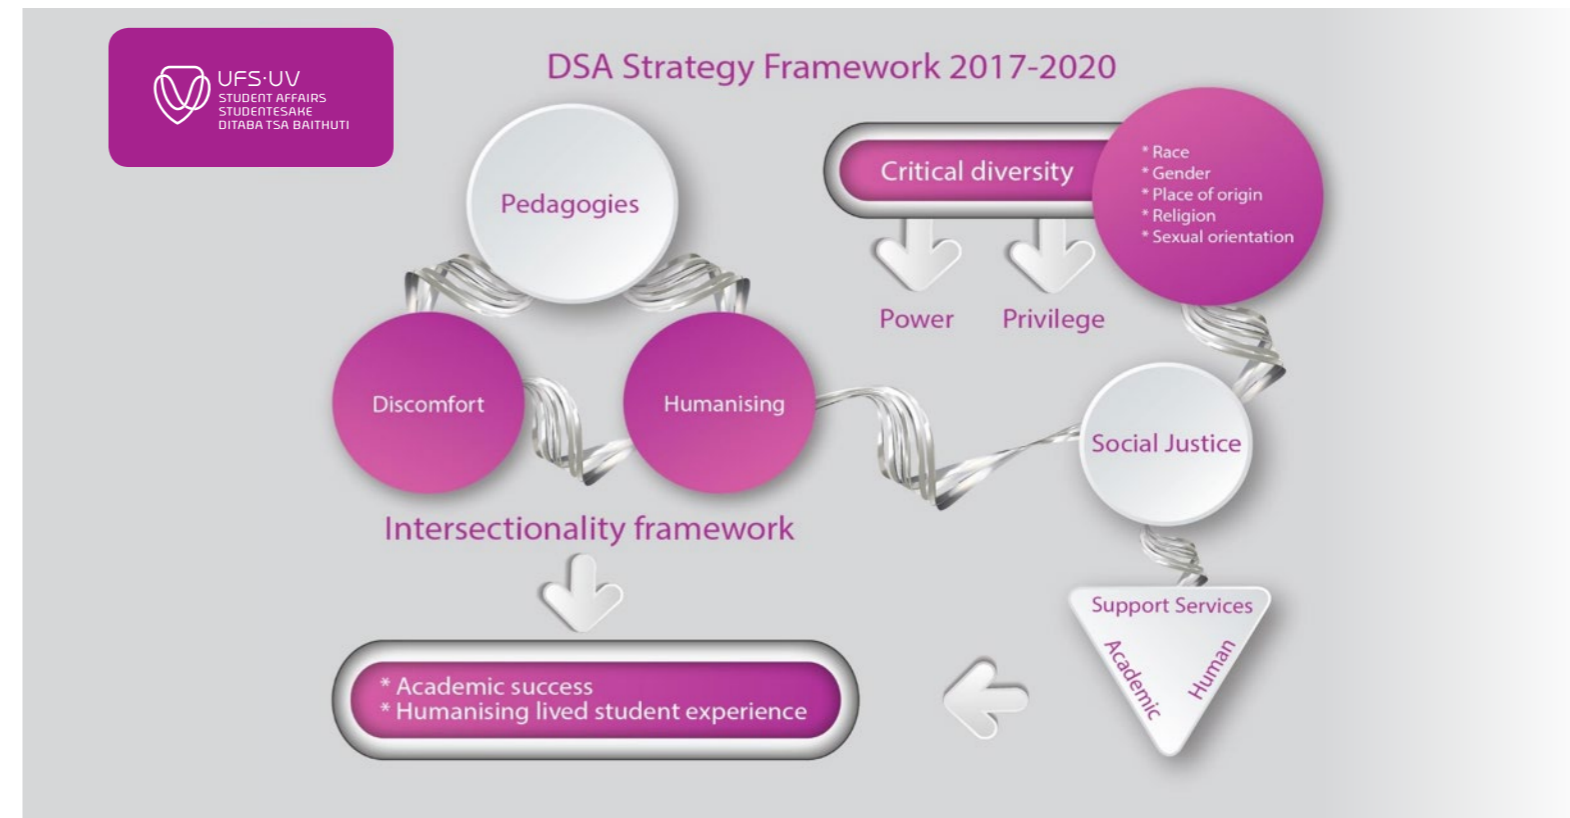 UFS·UV
STUDENT AFFAIRS
STUDENTESAKE
DITABA TSA BAITHUTI
DSA Strategy Framework 2017-2020
Pedagogies
Critical diversity
* Race
* Gender
* Place of origin
* Religion
* Sexual orientation
Power
Privilege
Discomfort
Humanising
Social Justice
Intersectionality framework
Support Services
Academic
Human
* Academic success
* Humanising lived student experience